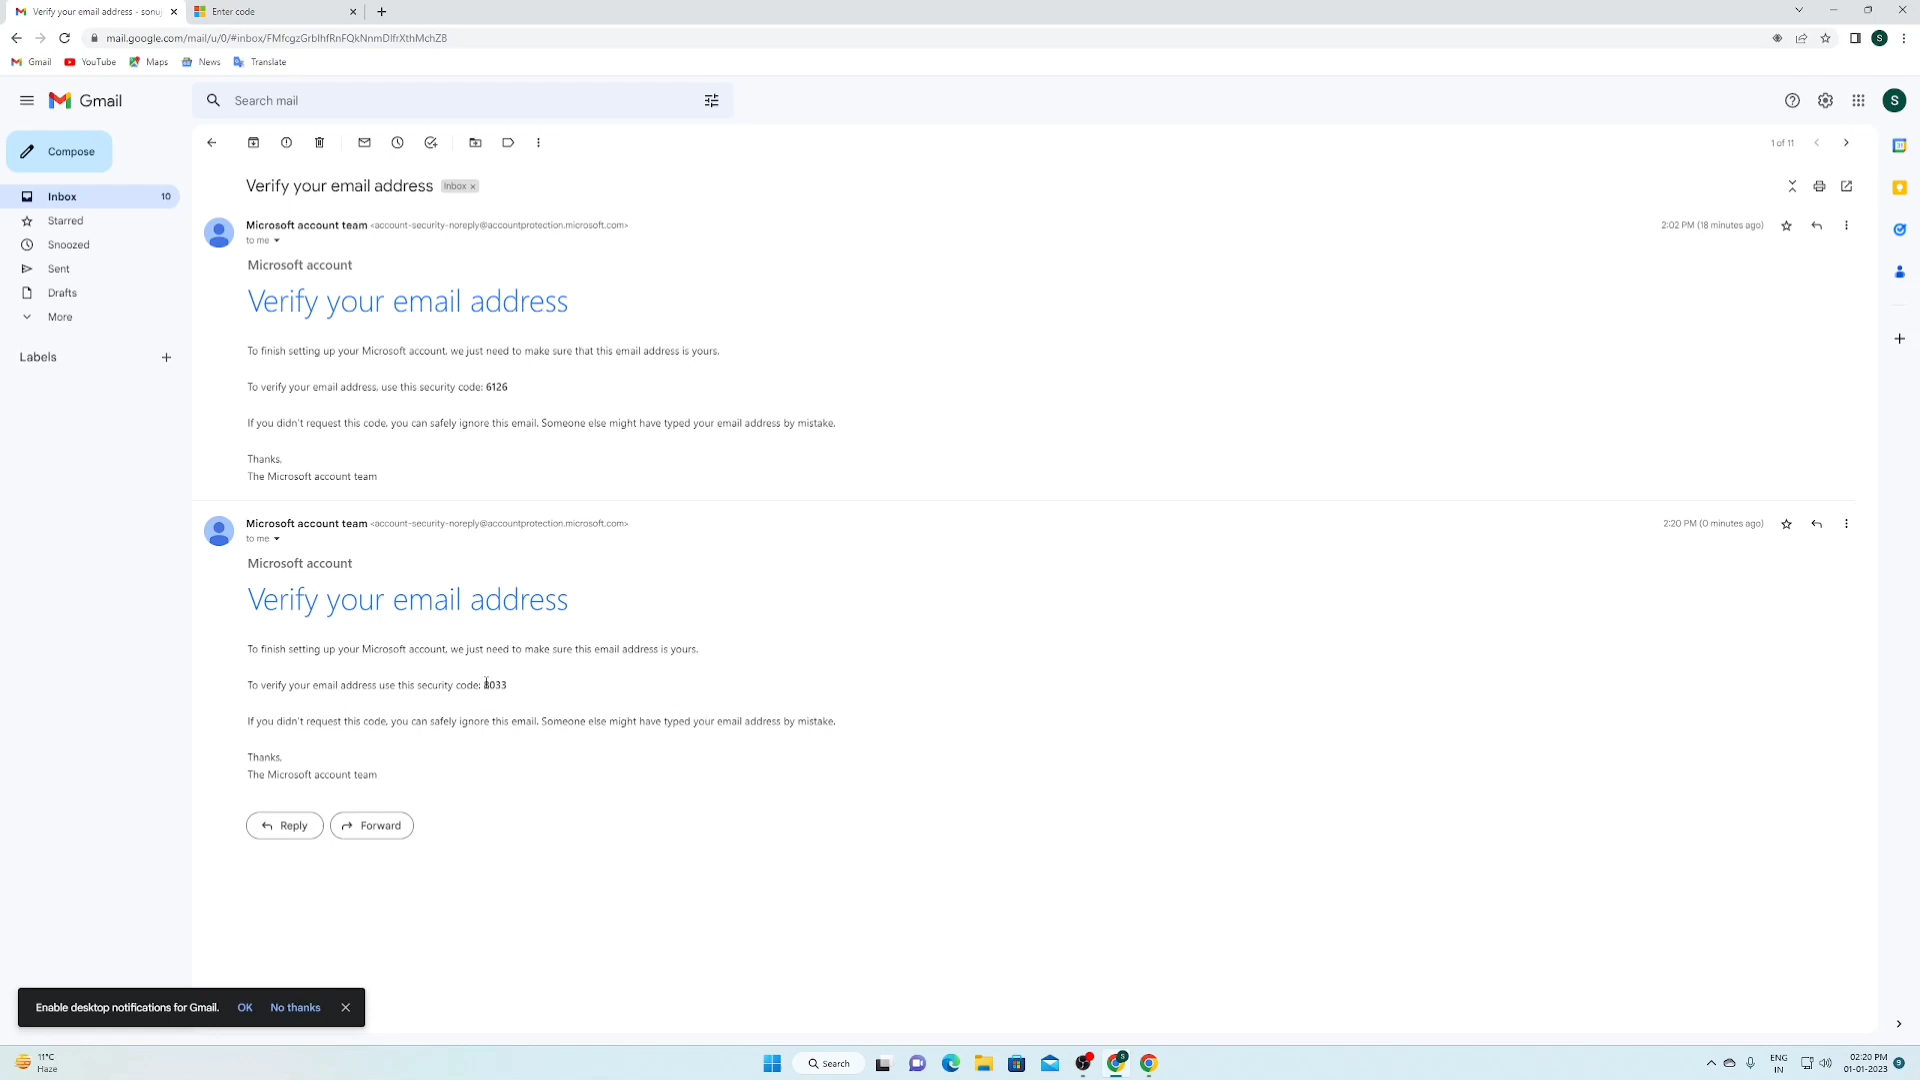 Verify your email address - sonu
Enter code
mail.google.com/mail/u/0/#inbox/FMfcgzGrblhfRnFQkNnmDlfrXthMchZB
S
Gmail
YouTube
Maps
News
Translate
Gmail
Search mail
S
Compose
1 of 11
Inbox 10
Starred
Snoozed
Sent
Drafts
More
Labels
Verify your email address
Inbox
Microsoft account team <account-security-noreply@accountprotection.microsoft.com>
2:02 PM (18 minutes ago)
to me
Microsoft account
Verify your email address
To finish setting up your Microsoft account, we just need to make sure that this email address is yours.
To verify your email address, use this security code: 6126
If you didn't request this code, you can safely ignore this email. Someone else might have typed your email address by mistake.
Thanks,
The Microsoft account team
Microsoft account team <account-security-noreply@accountprotection.microsoft.com>
2:20 PM (0 minutes ago)
to me
Microsoft account
Verify your email address
To finish setting up your Microsoft account, we just need to make sure this email address is yours.
To verify your email address use this security code: 8033
If you didn't request this code, you can safely ignore this email. Someone else might have typed your email address by mistake.
Thanks,
The Microsoft account team
Reply
Forward
Enable desktop notifications for Gmail.
OK
No thanks
11°C
Haze
Search
ENG
IN
02:20 PM
01-01-2023